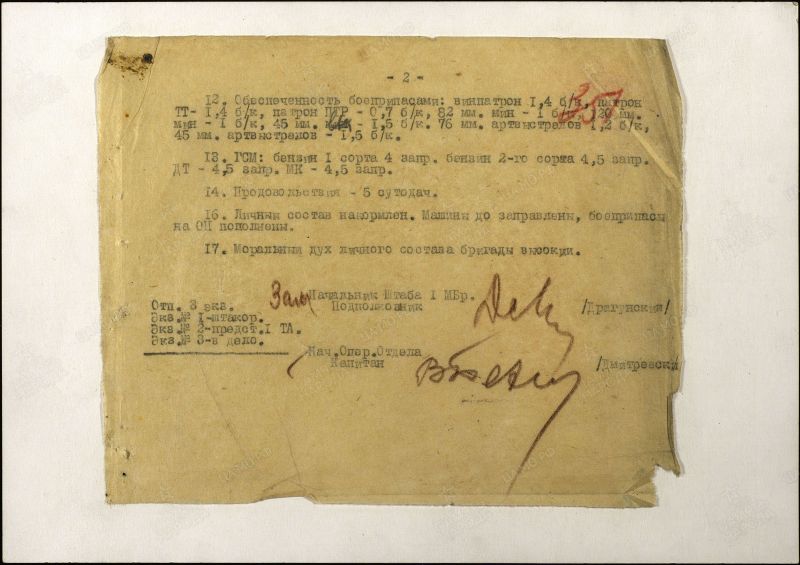 - 2 -
12. Обеспеченность боеприпасами: винпатрон 1,4 б/к, патрон
ТТ- 1,4 б/к, патрон ПТР - 0,7 б/к, 82 мм. мин - 1 б/к, 120 мм.
мин - 1 б/к, 45 мм. - 1,5 б/к. 76 мм. артвыстрелов 1,2 б/к,
45 мм. артвыстрелов - 1,5 б/к.
13. ГСМ: бензин 1 сорта 4 запр. бензин 2-го сорта 4,5 запр.
ДТ - 4,5 запр. МК - 4,5 запр.
14. Продовольствия - 5 сутодач.
16. Личный состав накормлен. Машины до заправлены, боеприпасы
на ОП пополнены.
17. Моральный дух личного состава бригады высокий.
Зам Начальник Штаба 1 МБр.
Подполковник
/Драгунский/
Отп. 3 экз.
Экз.№ 1-штакор.
Экз.№ 2-предст.1 ТА.
Экз.№ 3-в дело.
Нач.Опер.Отдела
Капитан
/Дмитревский/